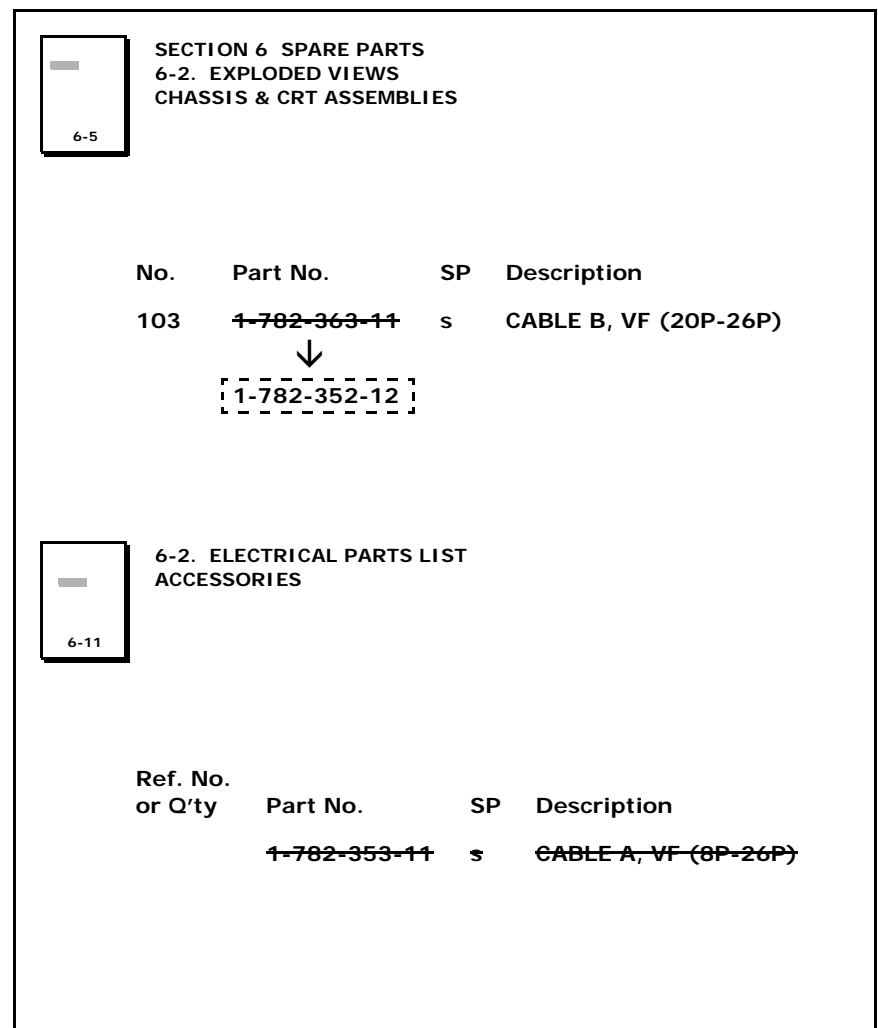 SECTION 6 SPARE PARTS
6-2. EXPLODED VIEWS
CHASSIS & CRT ASSEMBLIES
6-5
No. Part No. SP Description
103 1-782-363-11 s CABLE B, VF (20P-26P)
1-782-352-12
6-2. ELECTRICAL PARTS LIST
ACCESSORIES
6-11
Ref. No.
or Q'ty Part No. SP Description
1-782-353-11 s CABLE A, VF (8P-26P)